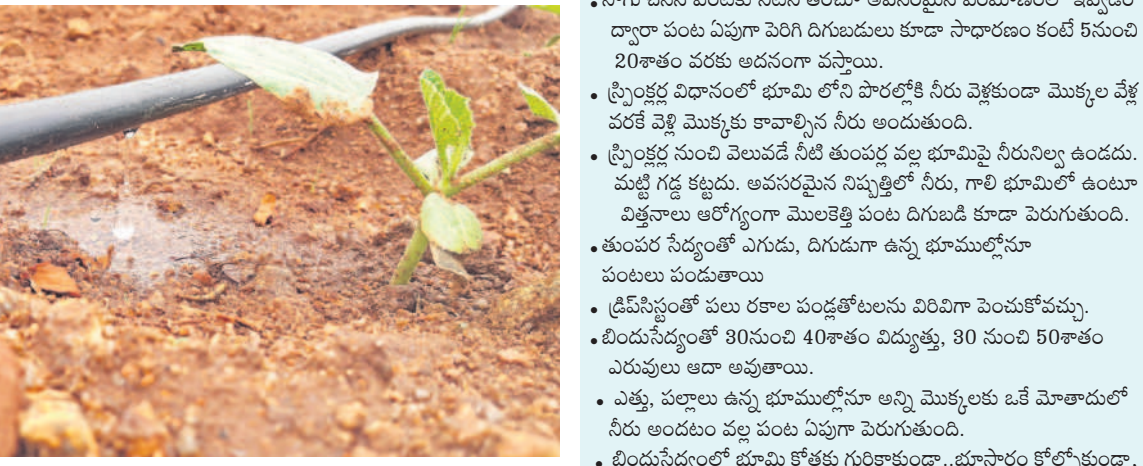 ద్వారా పంట ఏపుగా పెరిగి దిగుబడులు కూడా సాధారణం కంటే 5నుంచి
20శాతం వరకు అదనంగా వస్తాయి.
• స్ప్రింక్లర్ల విధానంలో భూమి లోని పొరల్లోకి నీరు వెళ్లకుండా మొక్కల వేళ్ల
వరకే వెళ్లి మొక్కకు కావాల్సిన నీరు అందుతుంది.
• స్ప్రింక్లర్ల నుంచి వెలువడే నీటి తుంపర్ల వల్ల భూమిపై నీరునిల్వ ఉండదు.
మట్టి గడ్డ కట్టదు. అవసరమైన నిష్పత్తిలో నీరు, గాలి భూమిలో ఉంటూ
విత్తనాలు ఆరోగ్యంగా మొలకెత్తి పంట దిగుబడి కూడా పెరుగుతుంది.
• తుంపర సేద్యంతో ఎగుడు, దిగుడుగా ఉన్న భూముల్లోనూ
పంటలు పండుతాయి
• డ్రిప్‌సిస్టంతో పలు రకాల పండ్లతోటలను విరివిగా పెంచుకోవచ్చు.
• బిందుసేద్యంతో 30నుంచి 40శాతం విద్యుత్తు, 30 నుంచి 50శాతం
ఎరువులు ఆదా అవుతాయి.
• ఎత్తు, పల్లాలు ఉన్న భూముల్లోనూ అన్ని మొక్కలకు ఒకే మోతాదులో
నీరు అందటం వల్ల పంట ఏపుగా పెరుగుతుంది.
• బిందుసేద్యంలో భూమి కోతకు గురికాకుండా..భూసారం కోల్పోకుండా.